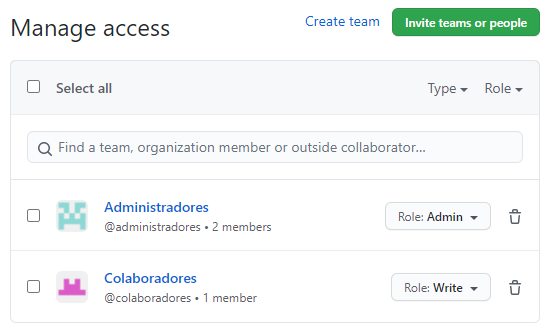 Manage access
Create team
Invite teams or people
Select all
Type
Role
Find a team, organization member or outside collaborator...
Administradores
@administradores • 2 members
Role: Admin
Colaboradores
@colaboradores • 1 member
Role: Write